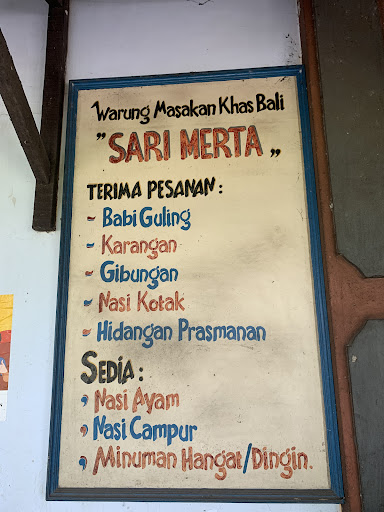 Warung Masakan Khas Bali
"SARI MERTA„
TERIMA PESANAN:
- Babi Guling
- Karangan
- Gibungan
- Nasi Kotak
- Hidangan Prasmanan
SEDIA:
, Nasi Ayam
, Nasi Campur
, Minuman Hangat/Dingin.